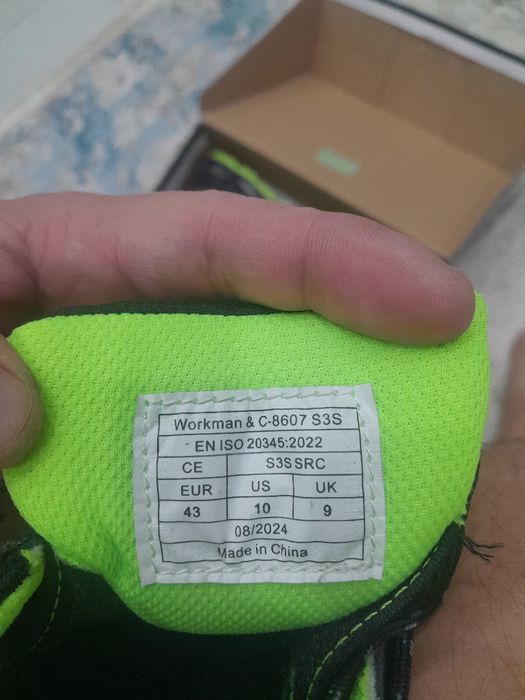 Workman & C-8607 S3S
EN ISO 20345:2022
CE S3S SRC
EUR US UK
43 10 9
08/2024
Made in China